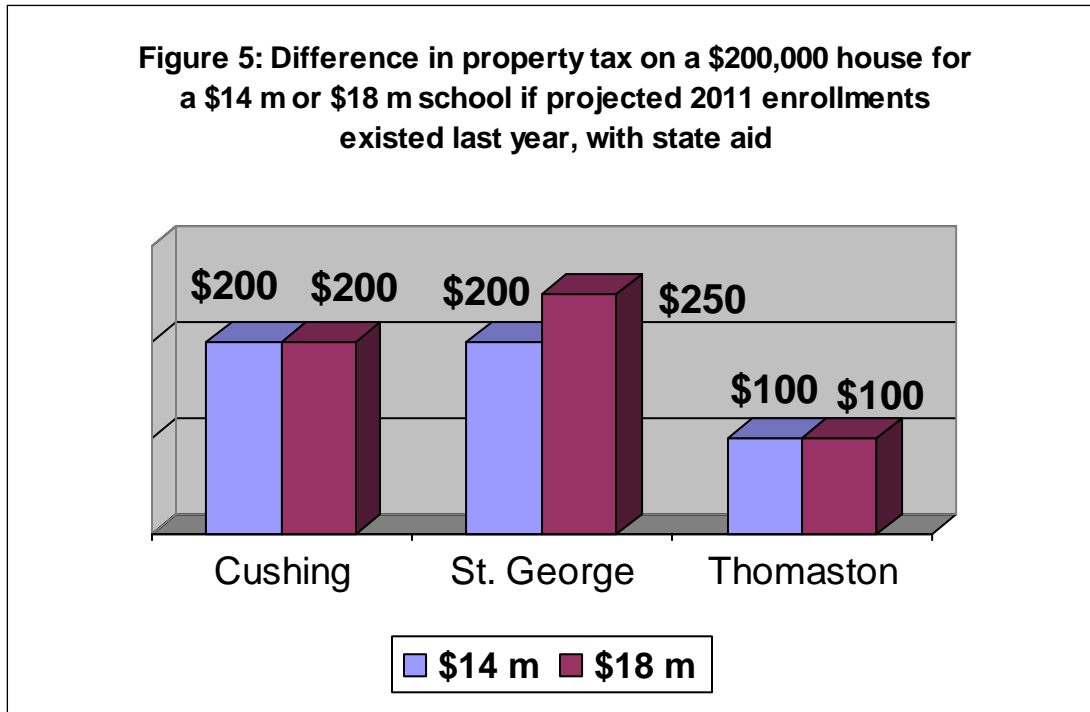 Figure 5: Difference in property tax on a $200,000 house for
a $14 m or $18 m school if projected 2011 enrollments
existed last year, with state aid
$200 $200 $200 $250
$100 $100
Cushing St. George Thomaston
$14 m $18 m